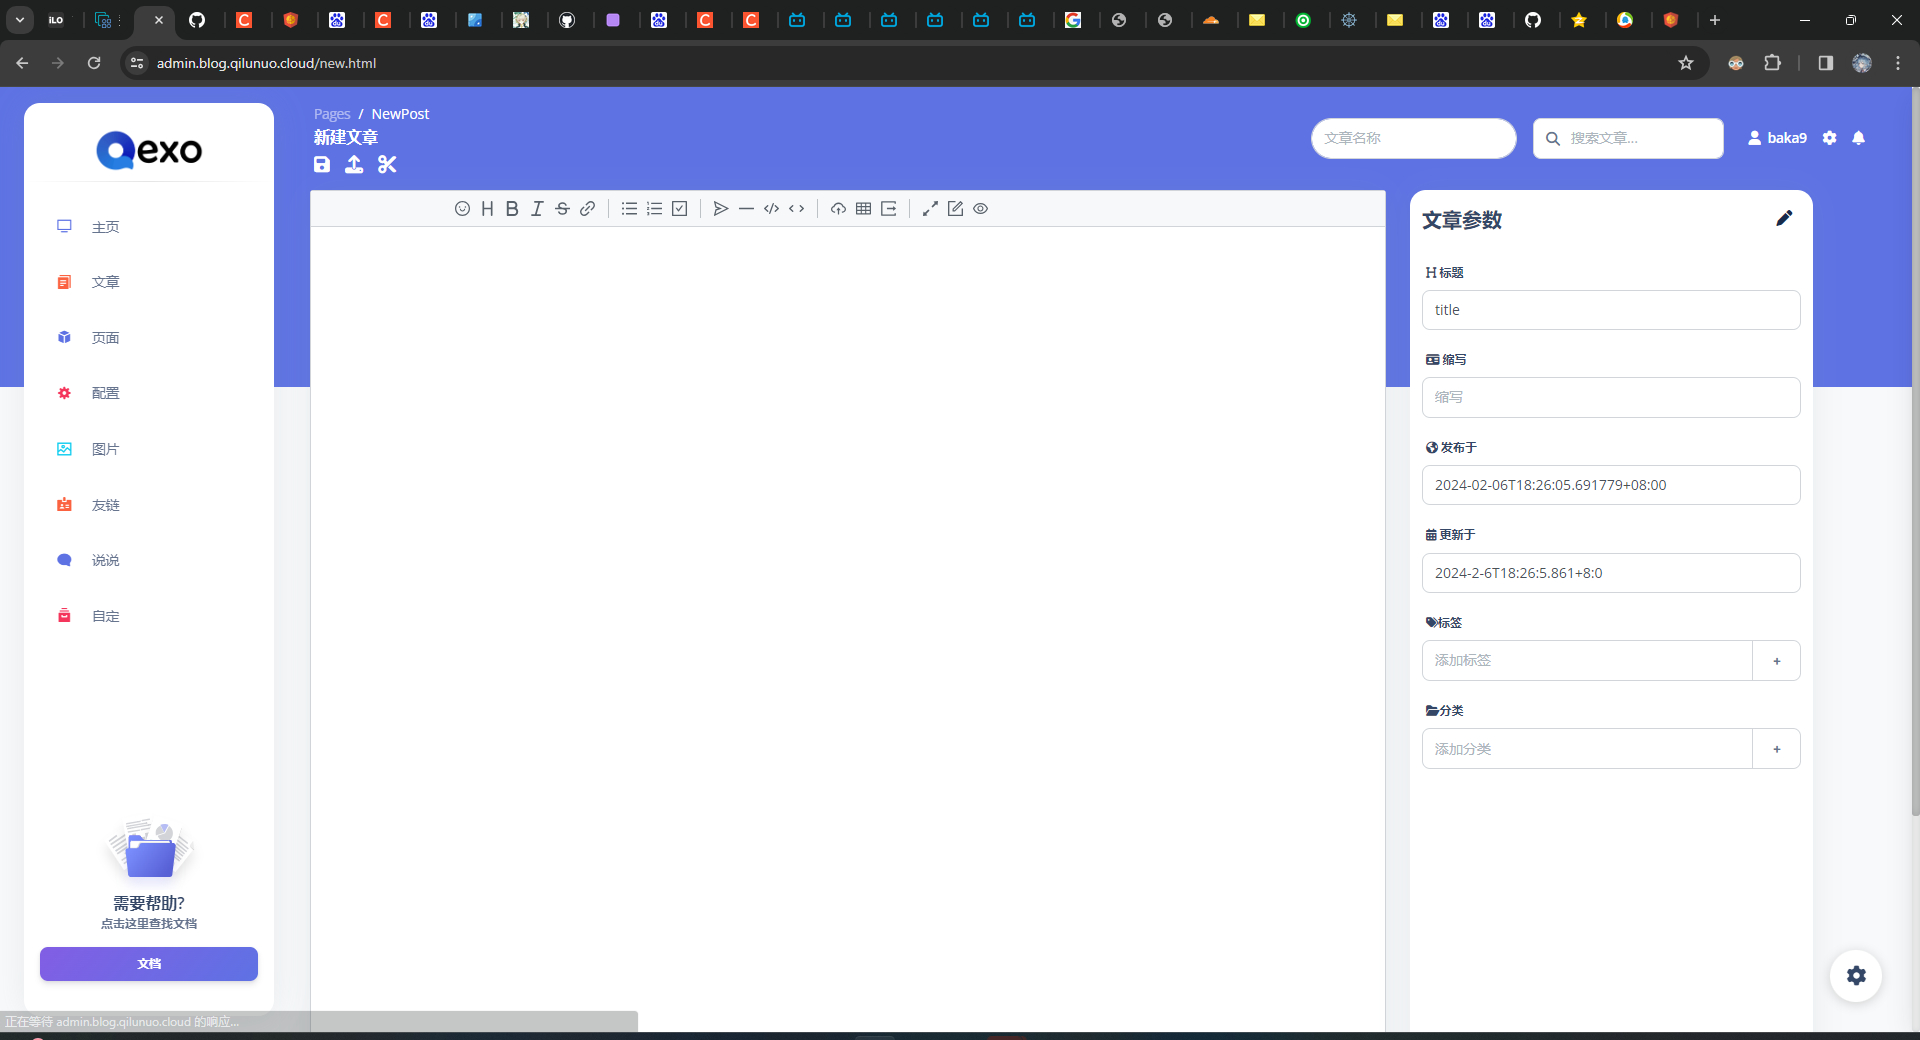 iLO
admin.blog.qilunuo.cloud/new.html
Qexo
主页
文章
页面
配置
图片
友链
说说
自定
需要帮助?
点击这里查找文档
文档
Pages / NewPost
新建文章
文章名称
搜索文章...
baka9
文章参数
H 标题
title
缩写
缩写
发布于
2024-02-06T18:26:05.691779+08:00
更新于
2024-2-6T18:26:5.861+8:0
标签
添加标签
+
分类
添加分类
+
正在等待 admin.blog.qilunuo.cloud 的响应...